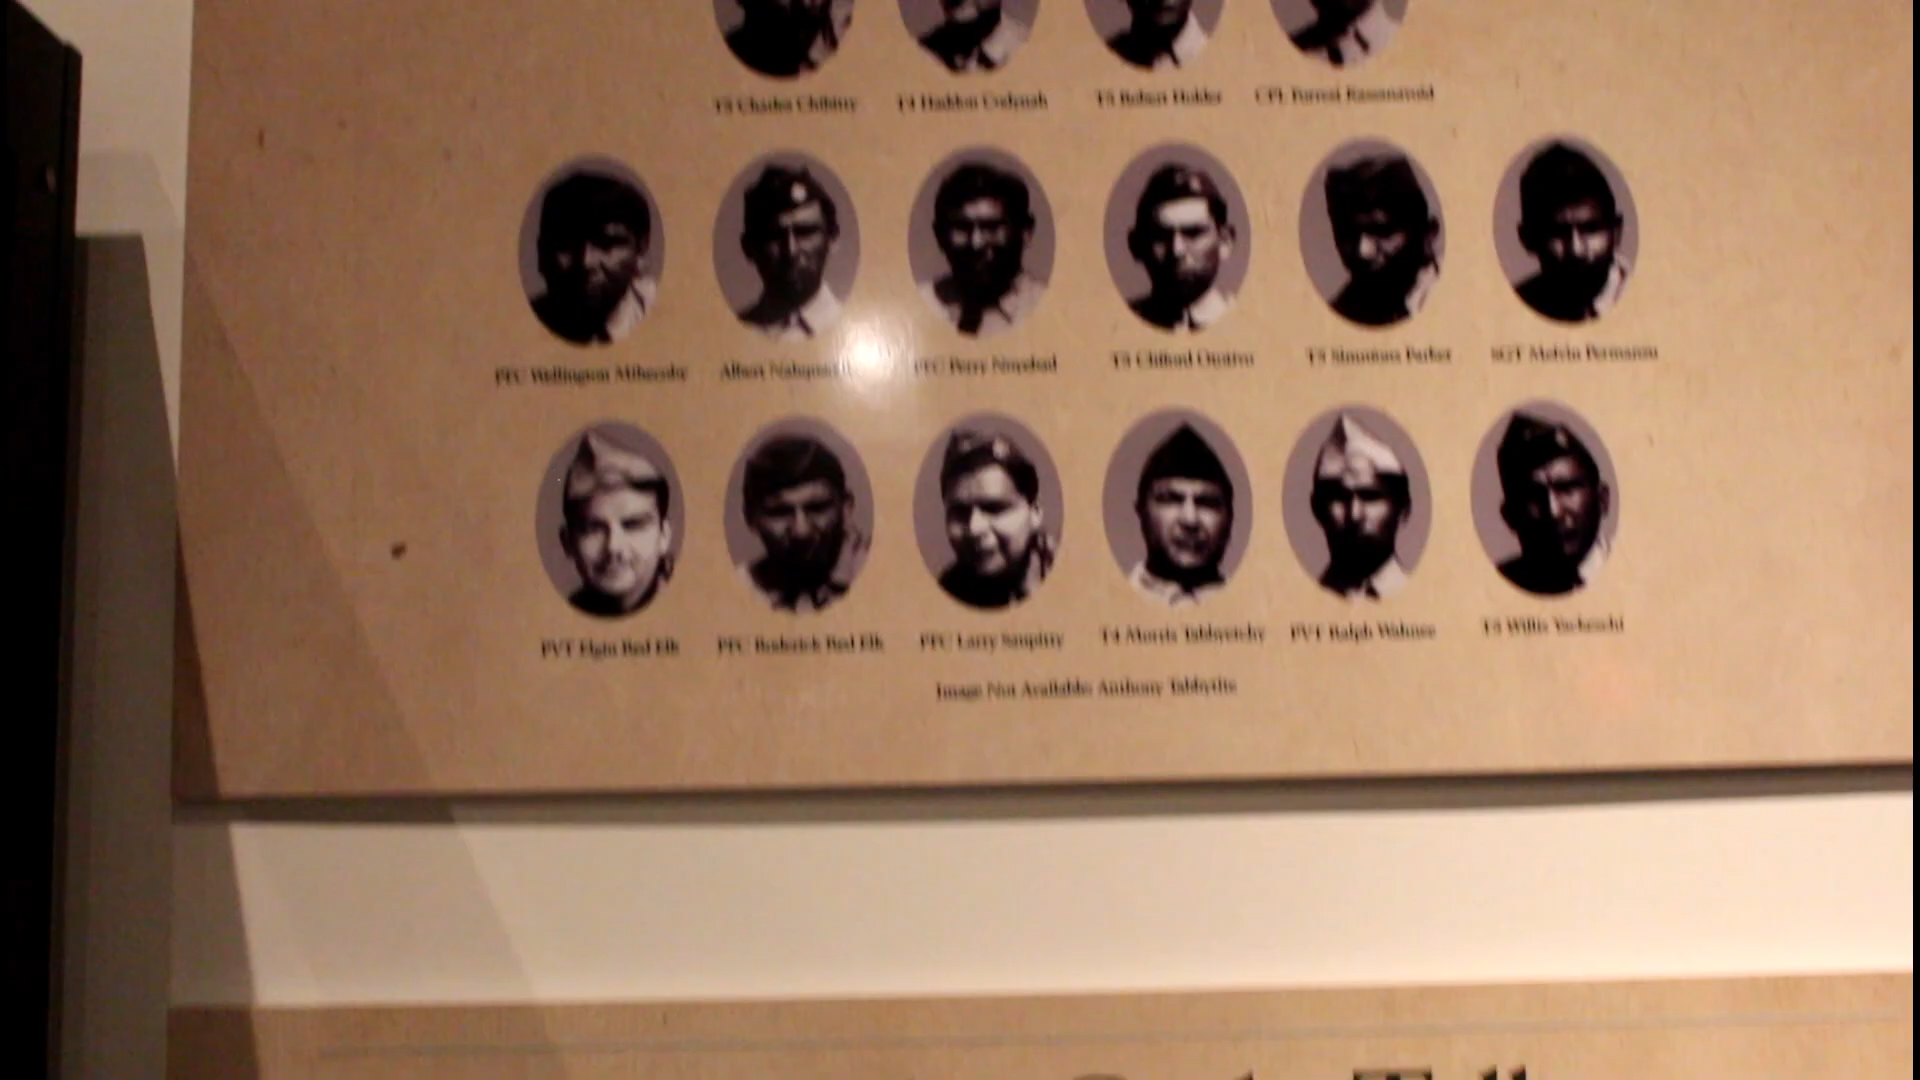 T5 Charles Chibitty T4 Haddon Codynah T5 Robert Holder CPL Forrest Kassanavoid
PFC Wellington Mihecoby Albert PFC Perry Noyobad T5 Clifford Ototivo T5 Simmons Parker SGT Melvin Permansu
PVT Elgin Red Elk PFC Roderick Red Elk PFC Larry Saupitty T4 Morris Tabbyetchy PVT Ralph Wahnee T5 Willis Yackeschi
Image Not Available: Anthony Tabbytite